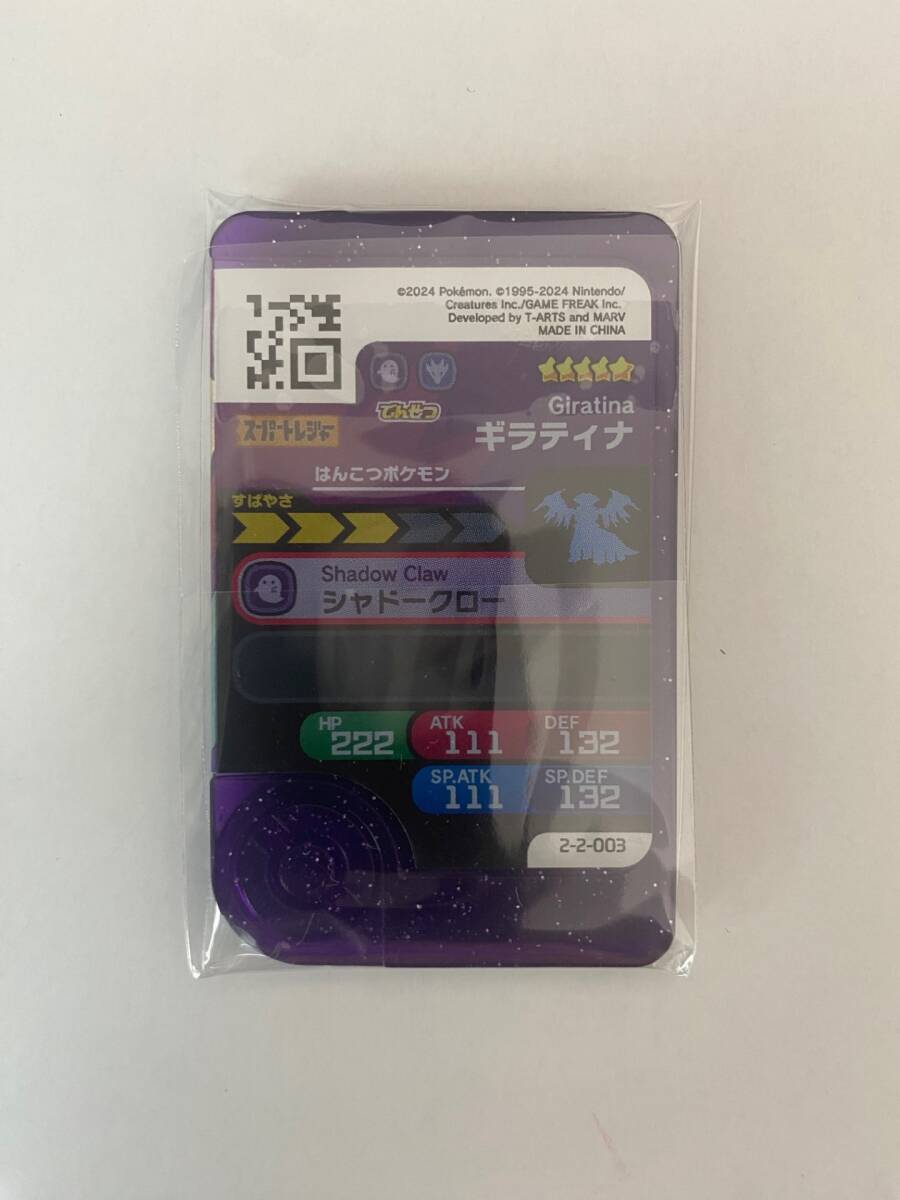 ©2024 Pokémon. ©1995-2024 Nintendo/
Creatures Inc./GAME FREAK Inc.
Developed by T-ARTS and MARV
MADE IN CHINA
でんせつ
Giratina
スーパートレジャー
ギラティナ
はんこつポケモン
すばやさ
Shadow Claw
シャドークロー
HP 222
ATK 111
DEF 132
SP.ATK 111
SP.DEF 132
2-2-003